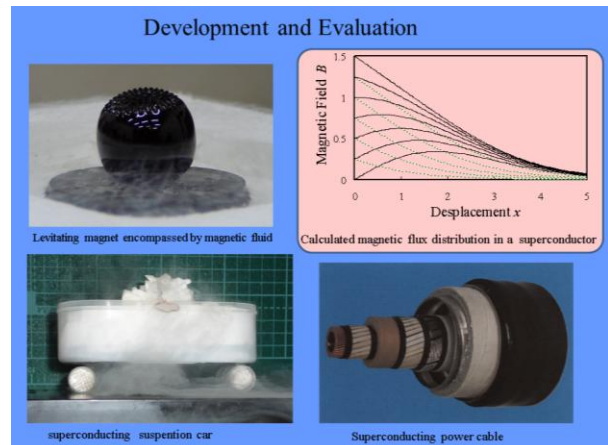 Development and Evaluation
1.5
1
0.5
0
Magnetic Field B
0 1 2 3 4 5
Desplacement x
Levitating magnet encompassed by magnetic fluid
Calculated magnetic flux distribution in a superconductor
superconducting suspention car
Superconducting power cable